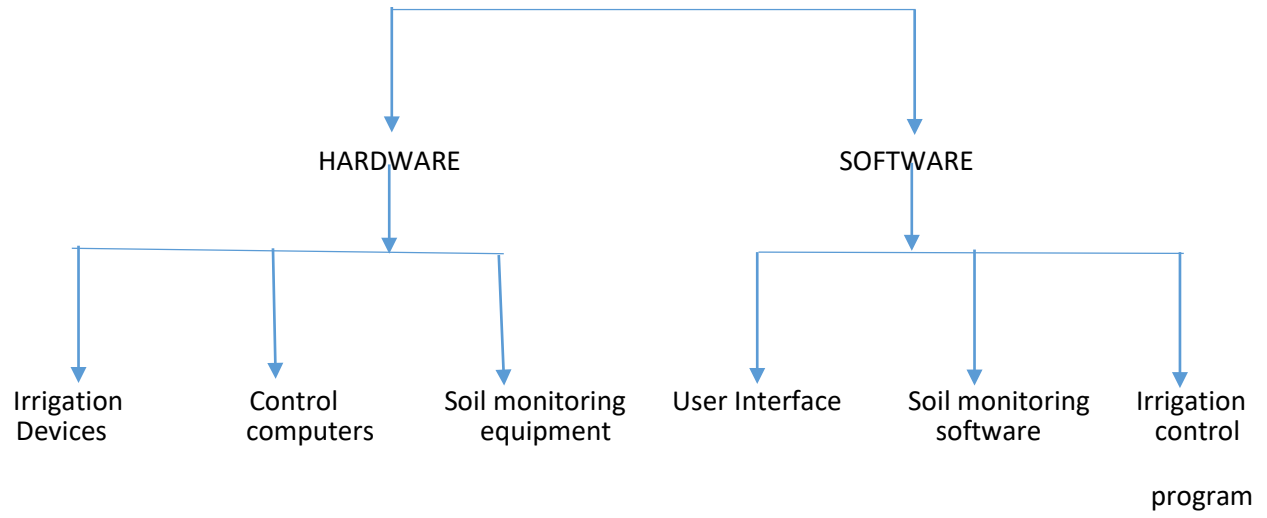 HARDWARE SOFTWARE
Irrigation Control Soil monitoring User Interface Soil monitoring Irrigation
Devices computers equipment software control
program